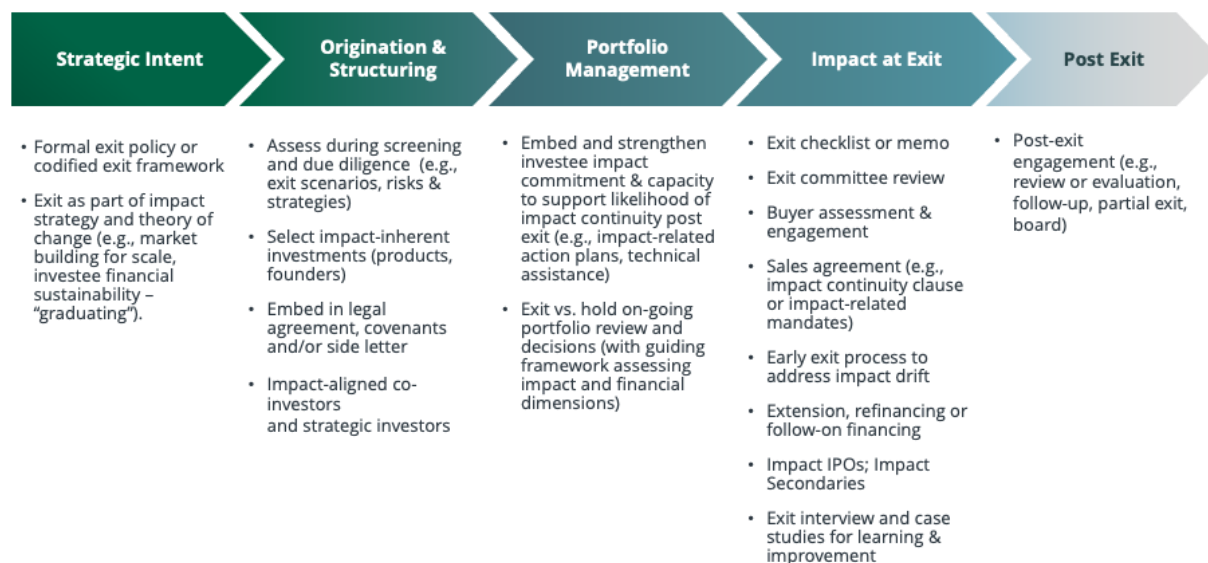 Strategic Intent
Origination &
Structuring
Portfolio
Management
Impact at Exit
Post Exit
• Formal exit policy or
codified exit framework
• Exit as part of impact
strategy and theory of
change (e.g., market
building for scale,
investee financial
sustainability –
“graduating”).
• Assess during screening
and due diligence (e.g.,
exit scenarios, risks &
strategies)
• Select impact-inherent
investments (products,
founders)
• Embed in legal
agreement, covenants
and/or side letter
• Impact-aligned co-
investors
and strategic investors
• Embed and strengthen
investee impact
commitment & capacity
to support likelihood of
impact continuity post
exit (e.g., impact-related
action plans, technical
assistance)
• Exit vs. hold on-going
portfolio review and
decisions (with guiding
framework assessing
impact and financial
dimensions)
• Exit checklist or memo
• Exit committee review
• Buyer assessment &
engagement
• Sales agreement (e.g.,
impact continuity clause
or impact-related
mandates)
• Early exit process to
address impact drift
• Extension, refinancing or
follow-on financing
• Impact IPOs; Impact
Secondaries
• Exit interview and case
studies for learning &
improvement
• Post-exit
engagement (e.g.,
review or evaluation,
follow-up, partial exit,
board)